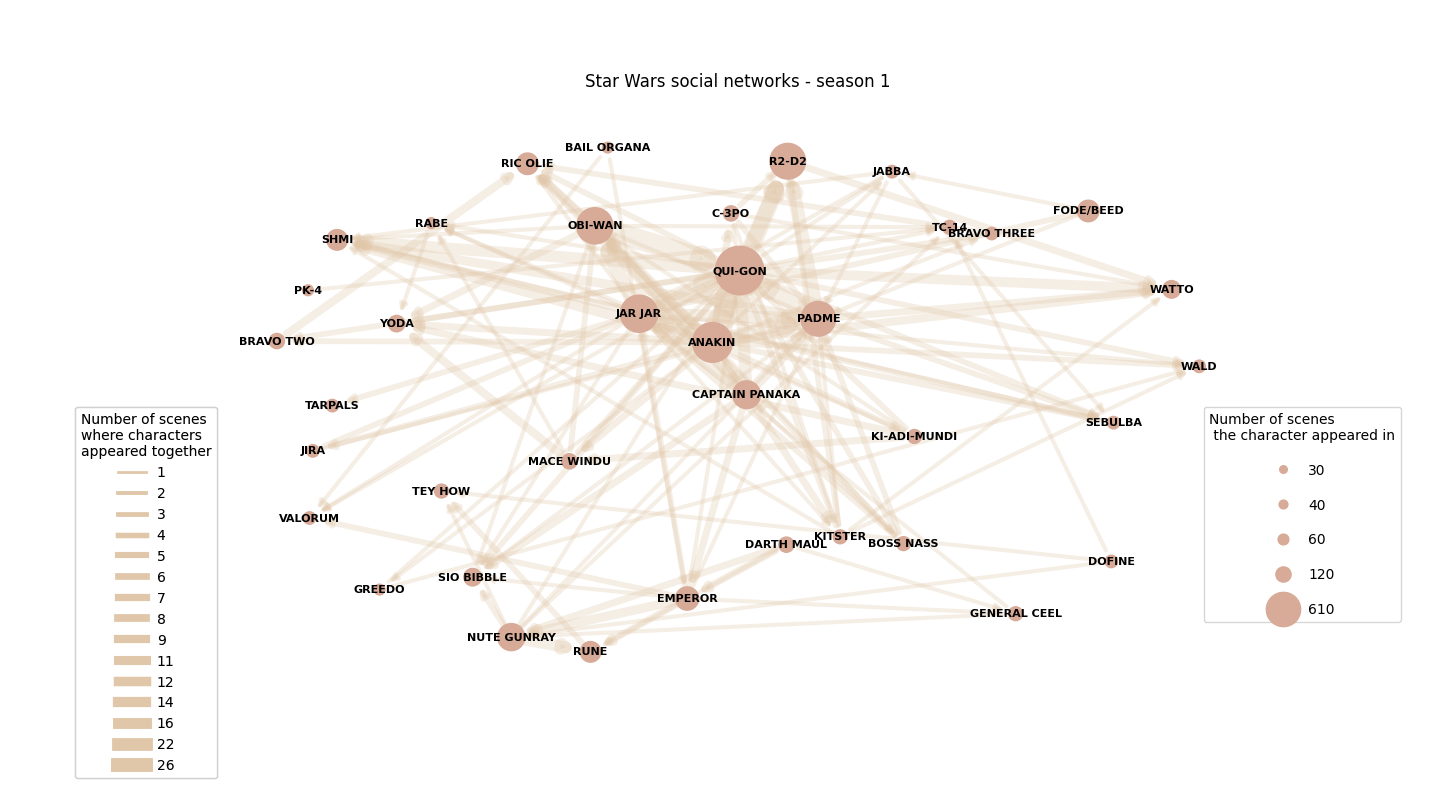 Star Wars social networks - season 1
BAIL ORGANA
RIC OLIE
R2-D2
JABBA
FODE/BEED
C-3PO
RABE
OBI-WAN
TC-14
BRAVO THREE
SHMI
QUI-GON
PK-4
WATTO
JAR JAR
PADME
YODA
BRAVO TWO
ANAKIN
WALD
CAPTAIN PANAKA
TARPALS
SEBULBA
KI-ADI-MUNDI
JIRA
MACE WINDU
TEY HOW
VALORUM
KITSTER
DARTH MAUL
BOSS NASS
DOFINE
SIO BIBBLE
GREEDO
EMPEROR
GENERAL CEEL
NUTE GUNRAY
RUNE
Number of scenes
where characters
appeared together
1
2
3
4
5
6
7
8
9
11
12
14
16
22
26
Number of scenes
the character appeared in
30
40
60
120
610